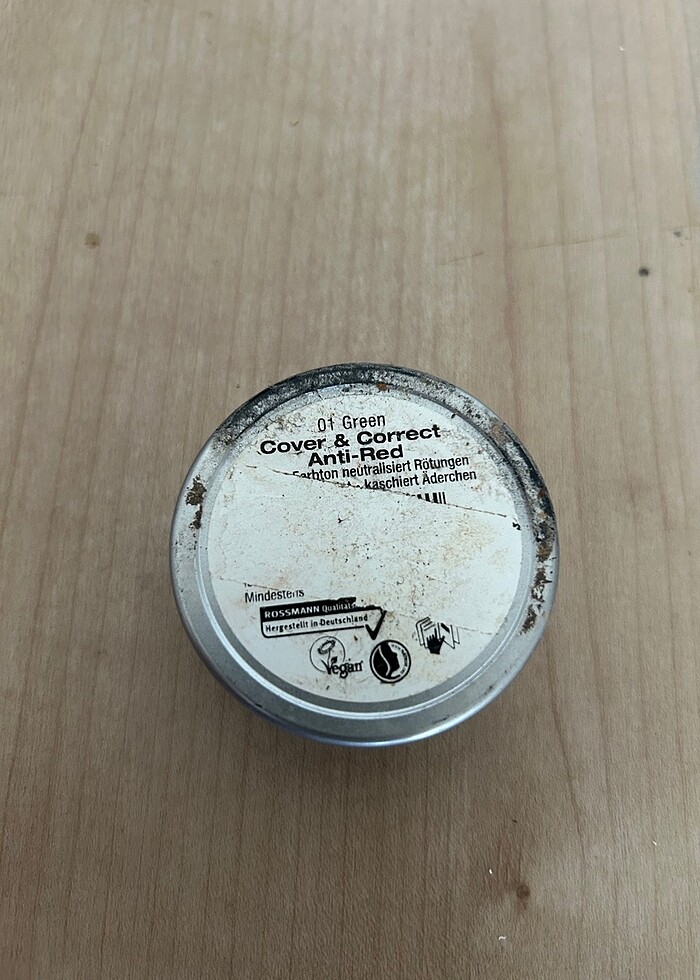 01 Green
Cover & Correct
Anti-Red
Farbton neutralisiert Rötungen
kaschiert Äderchen
Mindestens
ROSSMANN Qualität
Hergestellt in Deutschland
Vegan